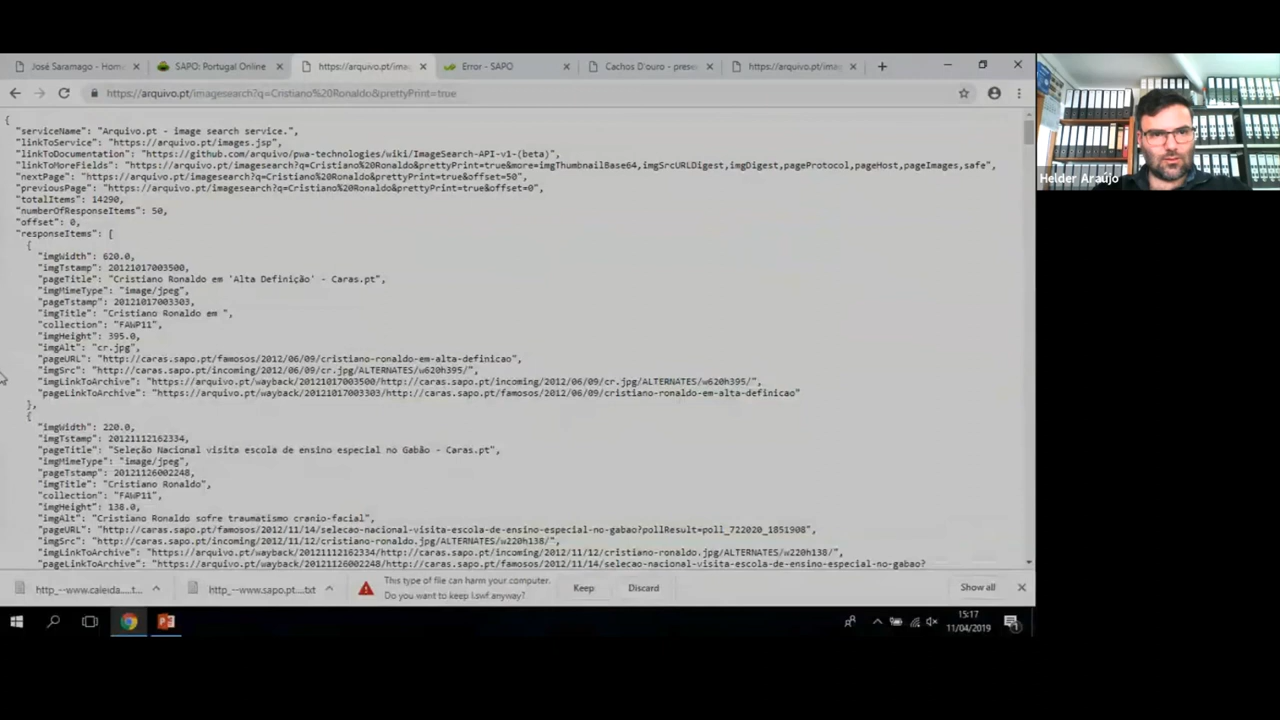 José Saramago - Hom
SAPO: Portugal Online
https://arquivo.pt/imag
Error - SAPO
Cachos D'ouro - prese
https://arquivo.pt/imag
https://arquivo.pt/imagesearch?q=Cristiano%20Ronaldo&prettyPrint=true
{
"serviceName": "Arquivo.pt - image search service.",
"linkToService": "https://arquivo.pt/images.jsp",
"linkToDocumentation": "https://github.com/arquivo/pwa-technologies/wiki/ImageSearch-API-v1-(beta)",
"linkToMoreFields": "https://arquivo.pt/imagesearch?q=Cristiano%20Ronaldo&prettyPrint=true&more=imgThumbnailBase64,imgSrcURLDigest,imgDigest,pageProtocol,pageHost,pageImages,safe",
"nextPage": "https://arquivo.pt/imagesearch?q=Cristiano%20Ronaldo&prettyPrint=true&offset=50",
"previousPage": "https://arquivo.pt/imagesearch?q=Cristiano%20Ronaldo&prettyPrint=true&offset=0",
"totalItems": 14290,
"numberOfResponseItems": 50,
"offset": 0,
"responseItems": [
{
"imgWidth": 620.0,
"imgTstamp": 20121017003500,
"pageTitle": "Cristiano Ronaldo em 'Alta Definição' - Caras.pt",
"imgMimeType": "image/jpeg",
"pageTstamp": 20121017003303,
"imgTitle": "Cristiano Ronaldo em ",
"collection": "FAWP11",
"imgHeight": 395.0,
"imgAlt": "cr.jpg",
"pageURL": "http://caras.sapo.pt/famosos/2012/06/09/cristiano-ronaldo-em-alta-definicao",
"imgSrc": "http://caras.sapo.pt/incoming/2012/06/09/cr.jpg/ALTERNATES/w620h395/",
"imgLinkToArchive": "https://arquivo.pt/wayback/20121017003500/http://caras.sapo.pt/incoming/2012/06/09/cr.jpg/ALTERNATES/w620h395/",
"pageLinkToArchive": "https://arquivo.pt/wayback/20121017003303/http://caras.sapo.pt/famosos/2012/06/09/cristiano-ronaldo-em-alta-definicao"
},
{
"imgWidth": 220.0,
"imgTstamp": 20121112162334,
"pageTitle": "Seleção Nacional visita escola de ensino especial no Gabão - Caras.pt",
"imgMimeType": "image/jpeg",
"pageTstamp": 20121126002248,
"imgTitle": "Cristiano Ronaldo",
"collection": "FAWP11",
"imgHeight": 138.0,
"imgAlt": "Cristiano Ronaldo sofre traumatismo cranio-facial",
"pageURL": "http://caras.sapo.pt/famosos/2012/11/14/selecao-nacional-visita-escola-de-ensino-especial-no-gabao?pollResult=poll_722020_1851908",
"imgSrc": "http://caras.sapo.pt/incoming/2012/11/12/cristiano-ronaldo.jpg/ALTERNATES/w220h138/",
"imgLinkToArchive": "https://arquivo.pt/wayback/20121112162334/http://caras.sapo.pt/incoming/2012/11/12/cristiano-ronaldo.jpg/ALTERNATES/w220h138/",
"pageLinkToArchive": "https://arquivo.pt/wayback/20121126002248/http://caras.sapo.pt/famosos/2012/11/14/selecao-nacional-visita-escola-de-ensino-especial-no-gabao?
http_--www.caleida....t...
http_--www.sapo.pt....txt
This type of file can harm your computer.
Do you want to keep l.swf anyway?
Keep
Discard
Show all
15:17
11/04/2019
Helder Araújo